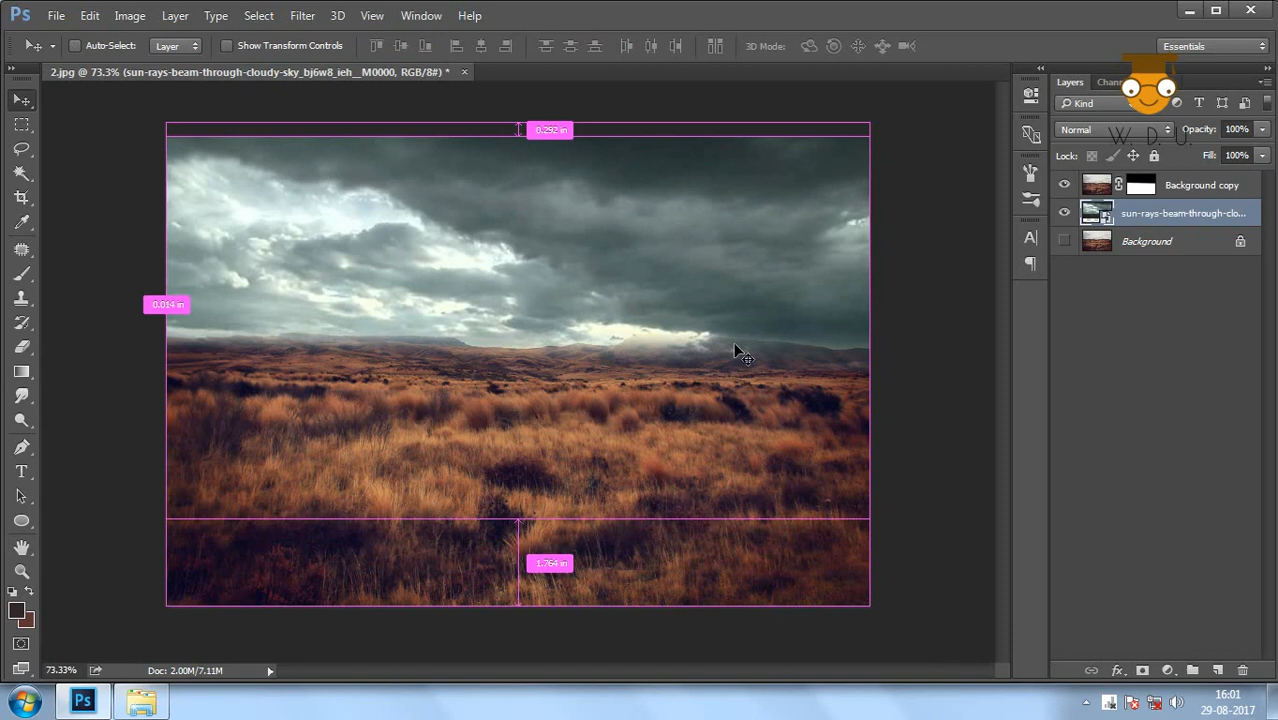 Ps File Edit Image Layer Type Select Filter 3D View Window Help
Auto-Select: Layer Show Transform Controls 3D Mode: Essentials
2.jpg @ 73.3% (sun-rays-beam-through-cloudy-sky_bj6w8_ieh__M0000, RGB/8#) *
Layers Chann
Kind
Normal Opacity: 100%
W. D. U.
Lock: Fill: 100%
Background copy
sun-rays-beam-through-clo...
Background
0.292 in
0.014 in
1.764 in
73.33% Doc: 2.00M/7.11M
Ps
16:01
29-08-2017